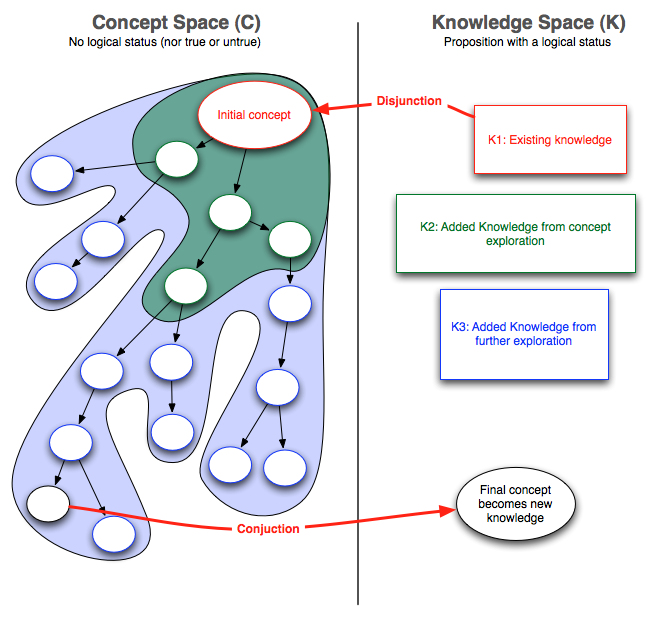 Concept Space (C)
No logical status (nor true or untrue)
Knowledge Space (K)
Proposition with a logical status
Initial concept
Disjunction
K1: Existing knowledge
K2: Added Knowledge from concept
exploration
K3: Added Knowledge from
further exploration
Final concept
becomes new
knowledge
Conjuction